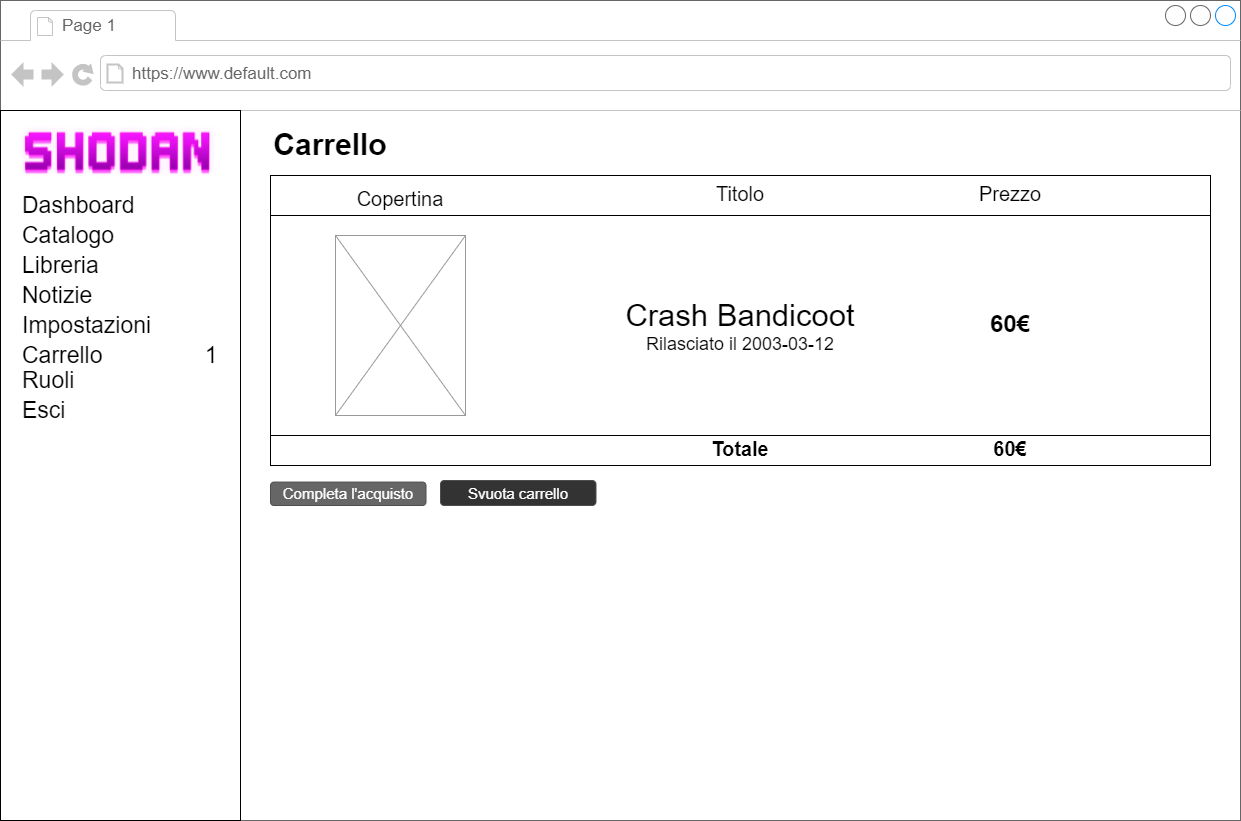 Page 1
https://www.default.com
SHODAN
Dashboard
Catalogo
Libreria
Notizie
Impostazioni
Carrello 1
Ruoli
Esci
Carrello
Copertina Titolo Prezzo
Crash Bandicoot
Rilasciato il 2003-03-12
60€
Totale 60€
Completa l'acquisto Svuota carrello